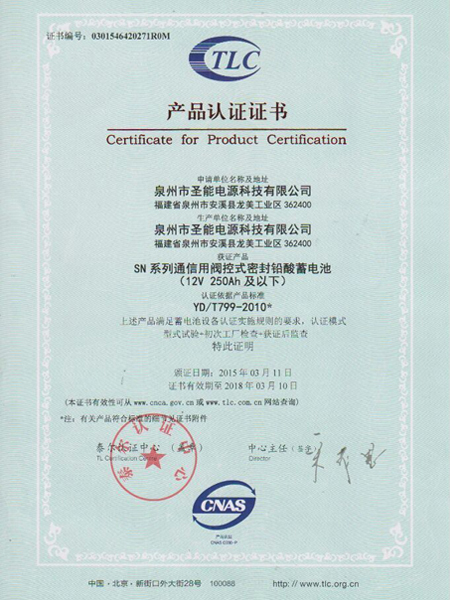 证书编号：0301546420271R0M
TLC
产品认证证书
Certificate for Product Certification
申请单位名称及地址
泉州市圣能电源科技有限公司
福建省泉州市安溪县龙美工业区 362400
生产单位名称及地址
泉州市圣能电源科技有限公司
福建省泉州市安溪县龙美工业区 362400
获证产品
SN 系列通信用阀控式密封铅酸蓄电池
（12V 250Ah 及以下）
认证依据产品标准
YD/T799-2010*
上述产品满足蓄电池设备认证实施规则的要求，认证模式
型式试验+初次工厂检查+获证后监查
特此证明
颁证日期：2015 年 03 月 11 日
证书有效期至 2018 年 03 月 10 日
(本证书有效性可从 www.cnca.gov.cn 或 www.tlc.com.cn 网站查询)
*注：有关产品符合标准的细节见证书附件
泰尔认证中心
中心主任（签字）
TL Certification Center
Director
泰尔认证中心
CNAS
产品认证
中国·北京·新街口外大街28号 100088
http://www.tlc.org.cn